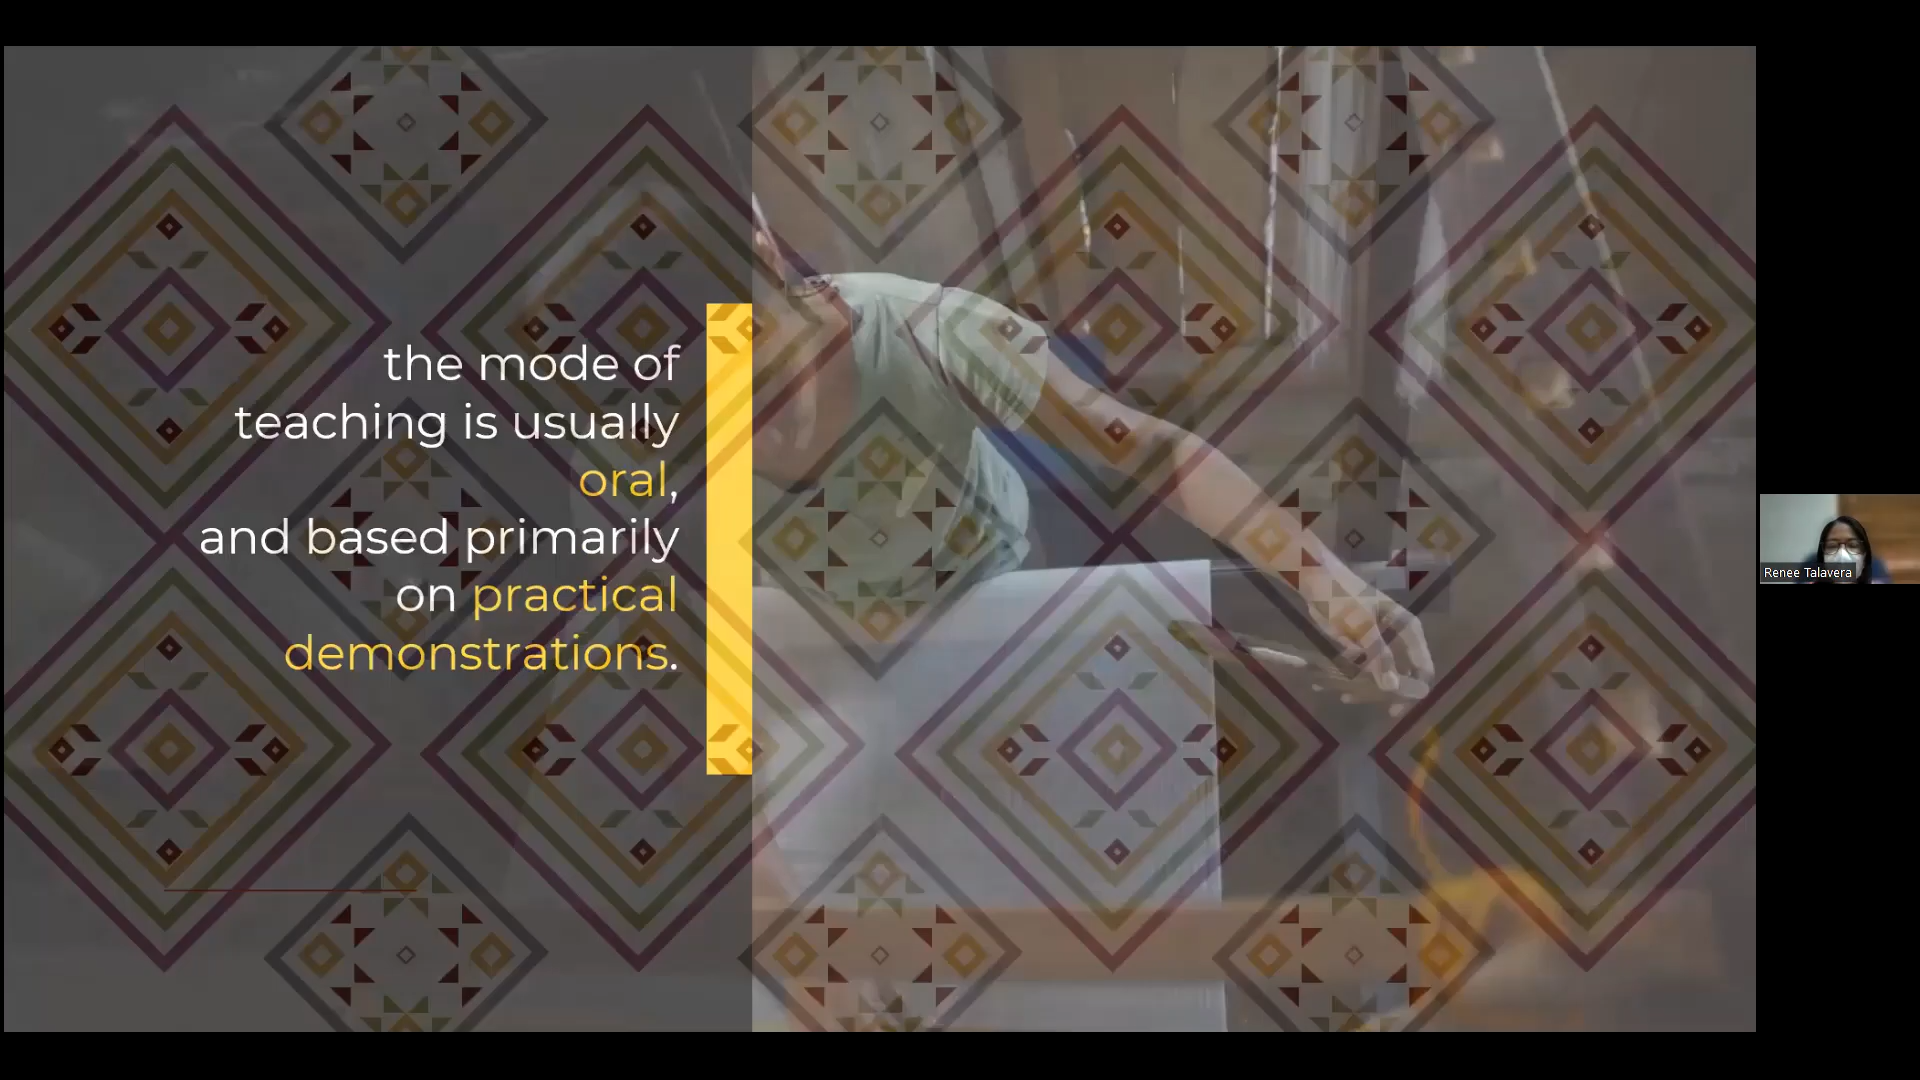 the mode of
teaching is usually
oral,
and based primarily
on practical
demonstrations.
Renee Talavera